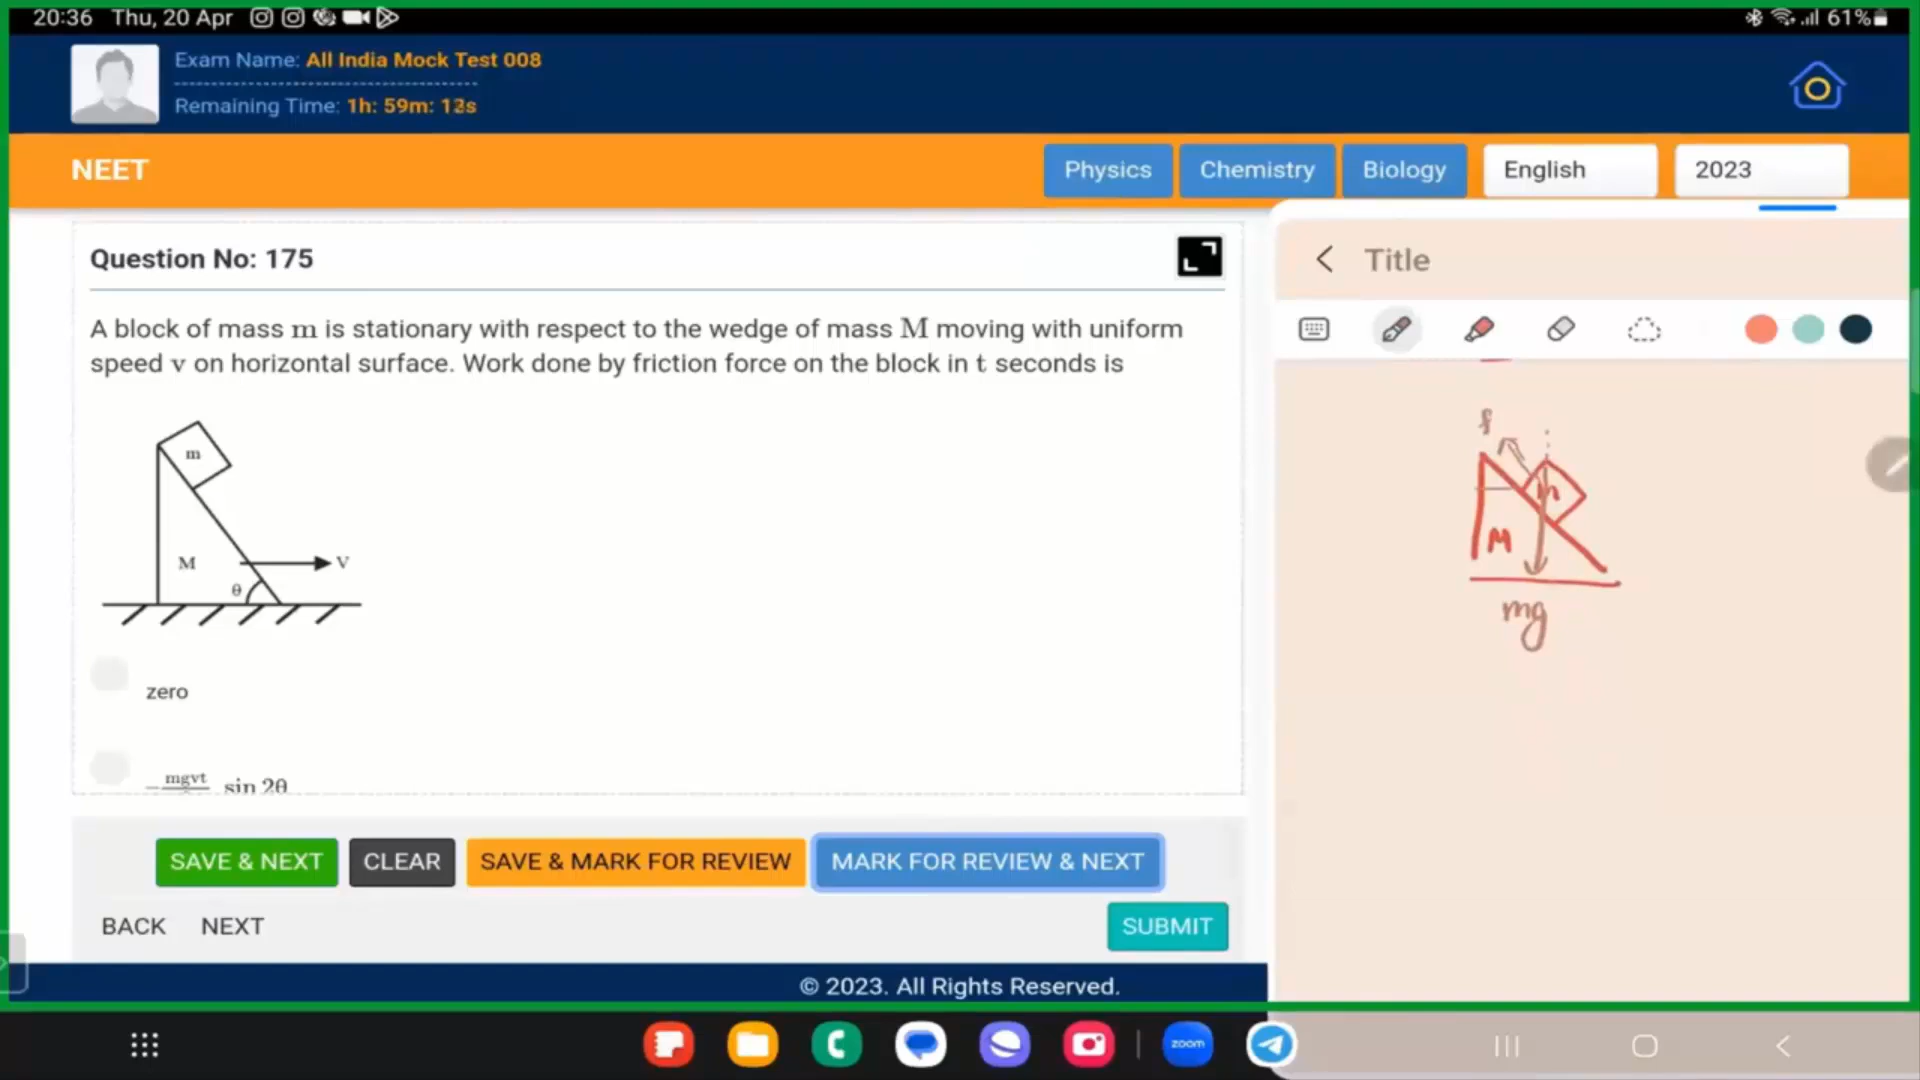 20:36 Thu, 20 Apr
61%
Exam Name: All India Mock Test 008
Remaining Time: 1h: 59m: 13s
NEET
Physics
Chemistry
Biology
English
2023
Question No: 175
A block of mass m is stationary with respect to the wedge of mass M moving with uniform
speed v on horizontal surface. Work done by friction force on the block in t seconds is
m
M
V
θ
zero
- mgvt sin 2θ
SAVE & NEXT
CLEAR
SAVE & MARK FOR REVIEW
MARK FOR REVIEW & NEXT
BACK
NEXT
SUBMIT
© 2023. All Rights Reserved.
Title
f
m
M
mg
zoom